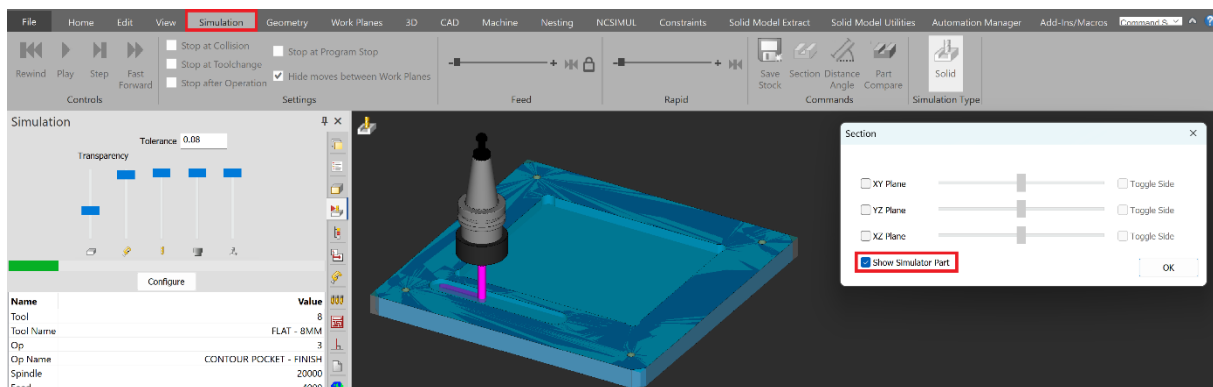 File Home Edit View Simulation Geometry Work Planes 3D CAD Machine Nesting NCSIMUL Constraints Solid Model Extract Solid Model Utilities Automation Manager Add-Ins/Macros Command S
Rewind Play Step Fast Forward
Controls
Stop at Collision
Stop at Toolchange
Stop after Operation
Stop at Program Stop
Hide moves between Work Planes
Settings
Feed
Rapid
Save Stock
Section
Distance Angle
Part Compare
Commands
Solid
Simulation Type
Simulation
Tolerance 0.08
Transparency
Configure
Name Value
Tool 8
Tool Name FLAT - 8MM
Op 3
Op Name CONTOUR POCKET - FINISH
Spindle 20000
Feed 4000
Section
XY Plane Toggle Side
YZ Plane Toggle Side
XZ Plane Toggle Side
Show Simulator Part
OK